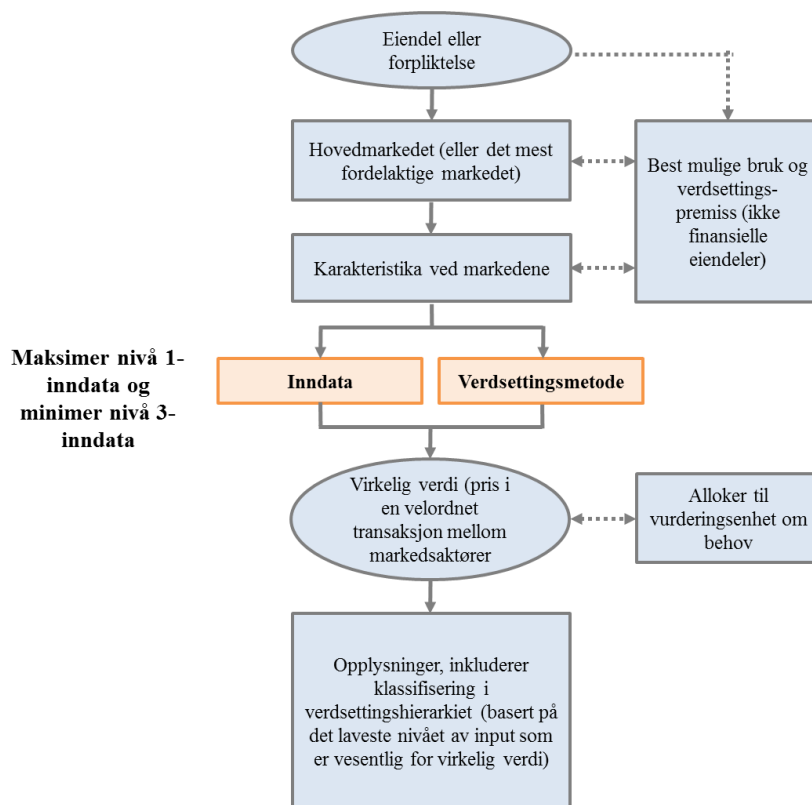 Eiendel eller
forpliktelse
Hovedmarkedet (eller det mest
fordelaktige markedet)
Best mulige bruk og
verdsettings-
premiss (ikke
finansielle
eiendeler)
Karakteristika ved markedene
Maksimer nivå 1-
inndata og
minimer nivå 3-
inndata
Inndata
Verdsettingsmetode
Virkelig verdi (pris i
en velordnet
transaksjon mellom
markedsaktører
Alloker til
vurderingsenhet om
behov
Opplysninger, inkluderer
klassifisering i
verdsettingshierarkiet (basert på
det laveste nivået av input som
er vesentlig for virkelig verdi)